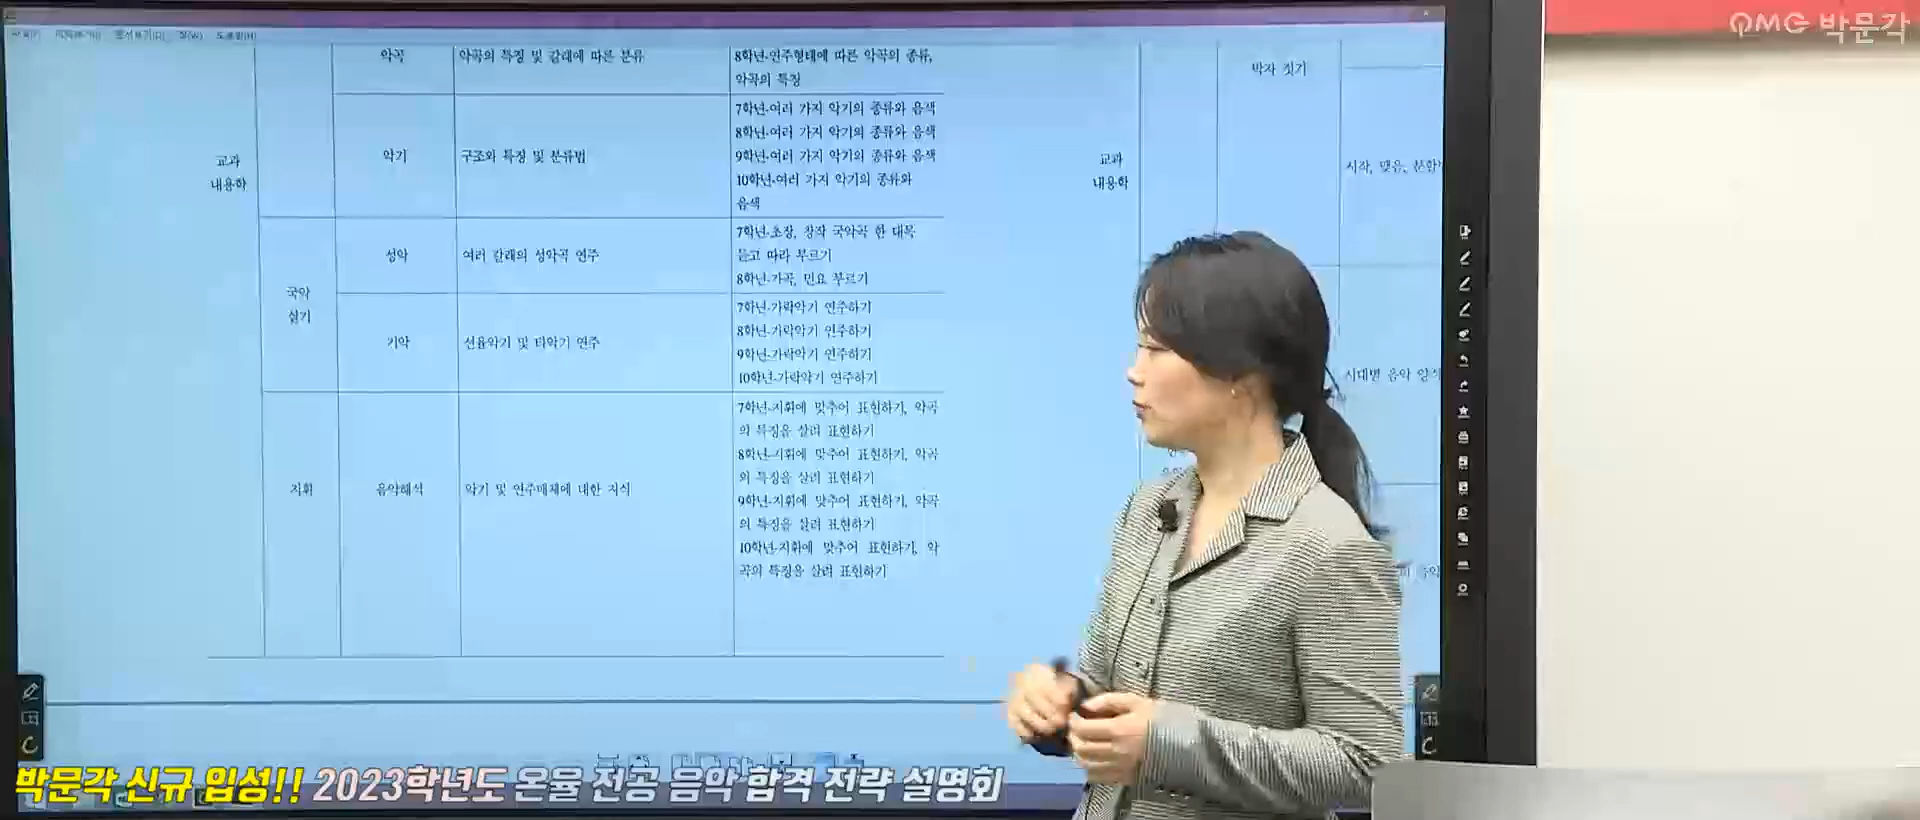 PMG 박문각
도움말(H)
악곡
악곡의 특징 및 갈래에 따른 분류
8학년-연주형태에 따른 악곡의 종류,
악곡의 특징
교과
내용학
악기
구조와 특징 및 분류법
7학년-여러 가지 악기의 종류와 음색
8학년-여러 가지 악기의 종류와 음색
9학년-여러 가지 악기의 종류와 음색
10학년-여러 가지 악기의 종류와
음색
국악
실기
성악
여러 갈래의 성악곡 연주
7학년-초장, 창작 국악곡 한 대목
듣고 따라 부르기
8학년-가곡, 민요 부르기
기악
선율악기 및 타악기 연주
7학년-가락악기 연주하기
8학년-가락악기 연주하기
9학년-가락악기 연주하기
10학년-가락악기 연주하기
지휘
음악해석
악기 및 연주매체에 대한 지식
7학년-지휘에 맞추어 표현하기, 악곡
의 특징을 살려 표현하기
8학년-지휘에 맞추어 표현하기, 악곡
의 특징을 살려 표현하기
9학년-지휘에 맞추어 표현하기, 악곡
의 특징을 살려 표현하기
10학년-지휘에 맞추어 표현하기, 악
곡의 특징을 살려 표현하기
교과
내용학
박자 젓기
시작, 맺음,
시대별 음악
박문각 신규 입성!! 2023학년도 온율 전공 음악 합격 전략 설명회